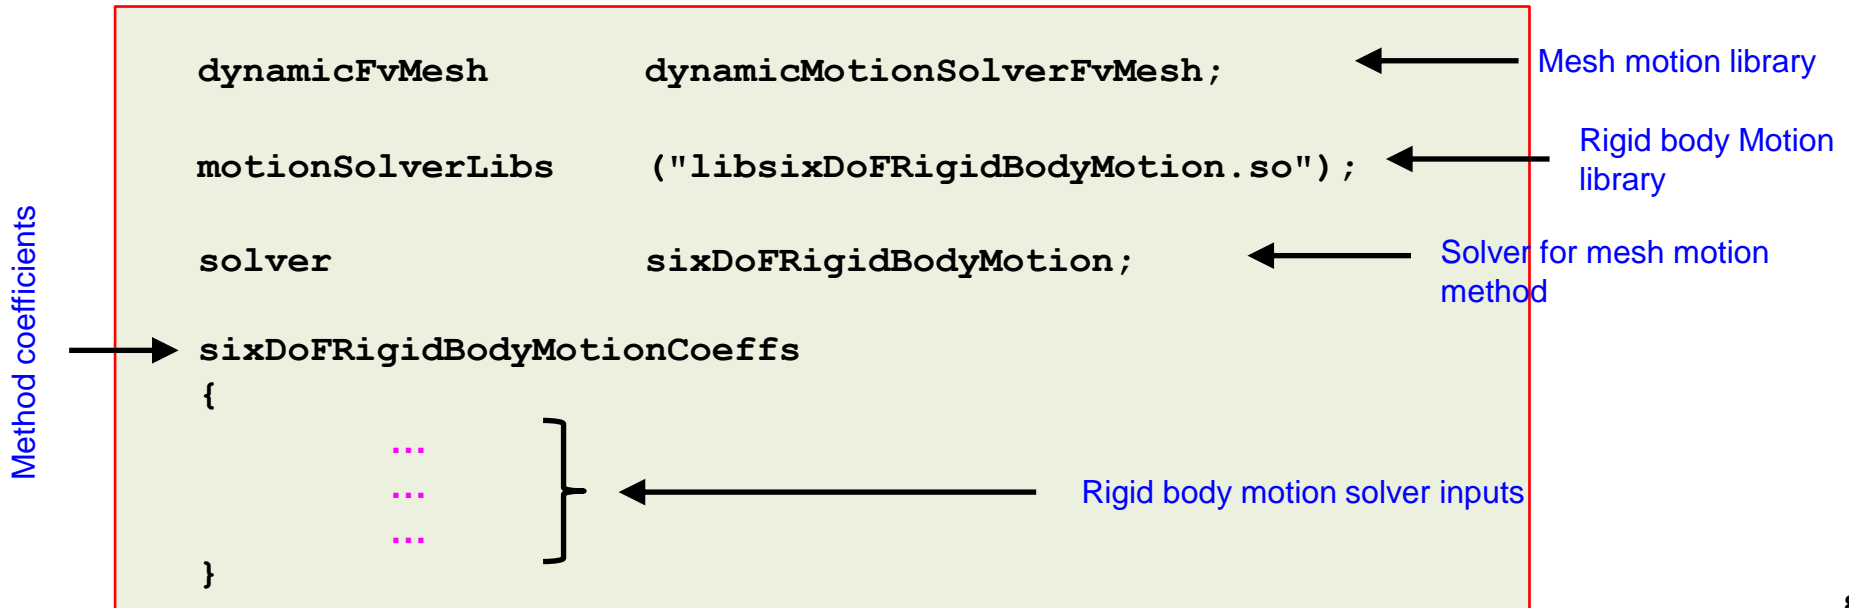 dynamicFvMesh dynamicMotionSolverFvMesh; Mesh motion library
motionSolverLibs ("libsixDoFRigidBodyMotion.so"); Rigid body Motion
library
solver sixDoFRigidBodyMotion; Solver for mesh motion
method
Method coefficients
sixDoFRigidBodyMotionCoeffs
{
...
...
Rigid body motion solver inputs
...
}